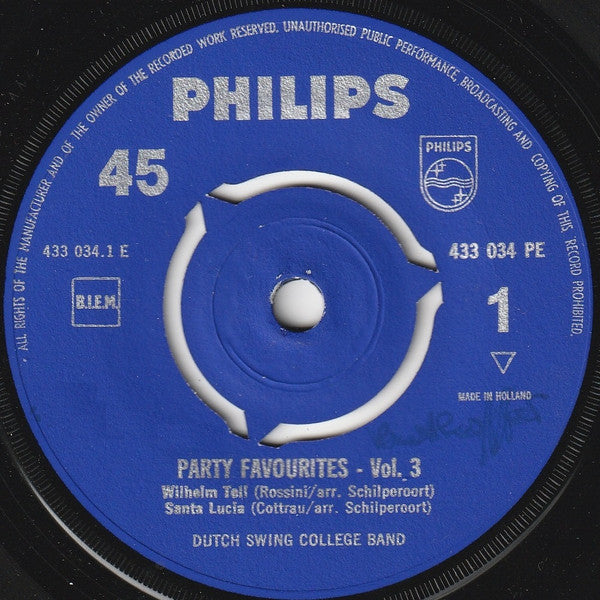 ALL RIGHTS OF THE MANUFACTURER AND OF THE OWNER OF THE RECORDED WORK RESERVED. UNAUTHORISED PUBLIC PERFORMANCE, BROADCASTING AND COPYING OF THIS RECORD PROHIBITED.
PHILIPS
45
PHILIPS
433 034.1 E
433 034 PE
B.I.E.M.
1
MADE IN HOLLAND
PARTY FAVOURITES - Vol. 3
Wilhelm Tell (Rossini/arr. Schilperoort)
Santa Lucia (Cottrau/arr. Schilperoort)
DUTCH SWING COLLEGE BAND